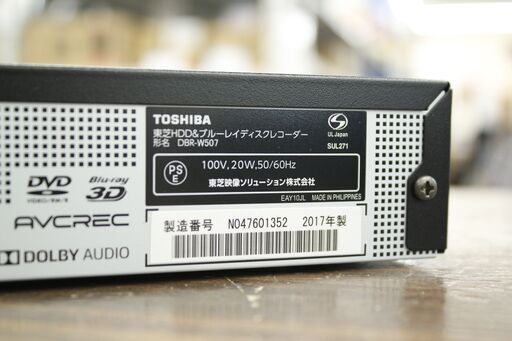 TOSHIBA
東芝HDD&ブルーレイディスクレコーダー
形名 DBR-W507
UL Japan
SUL271
PS E
100V, 20W, 50/60Hz
東芝映像ソリューション株式会社
EAY10JL MADE IN PHILIPPINES
製造番号 N047601352 2017年製
DVD
Blu-ray 3D
AVCREC
DOLBY AUDIO